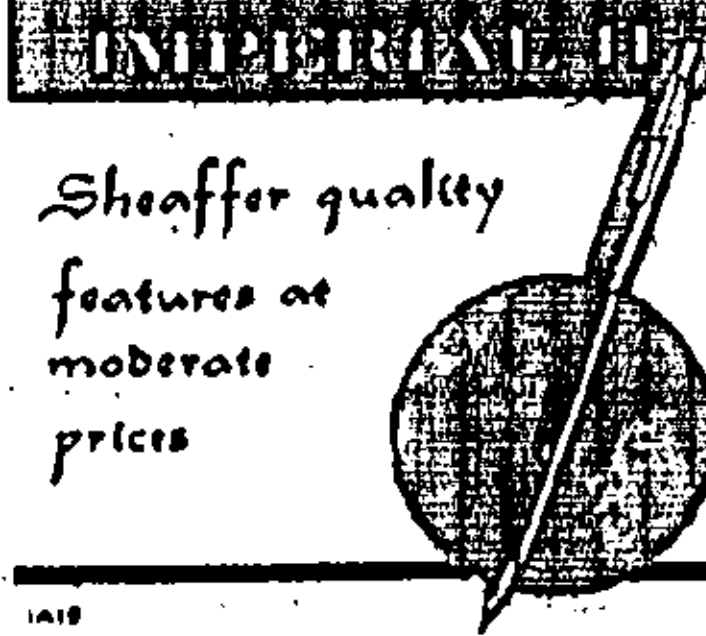 IMPERIAL II
Sheaffer quality
features at
moderate
prices